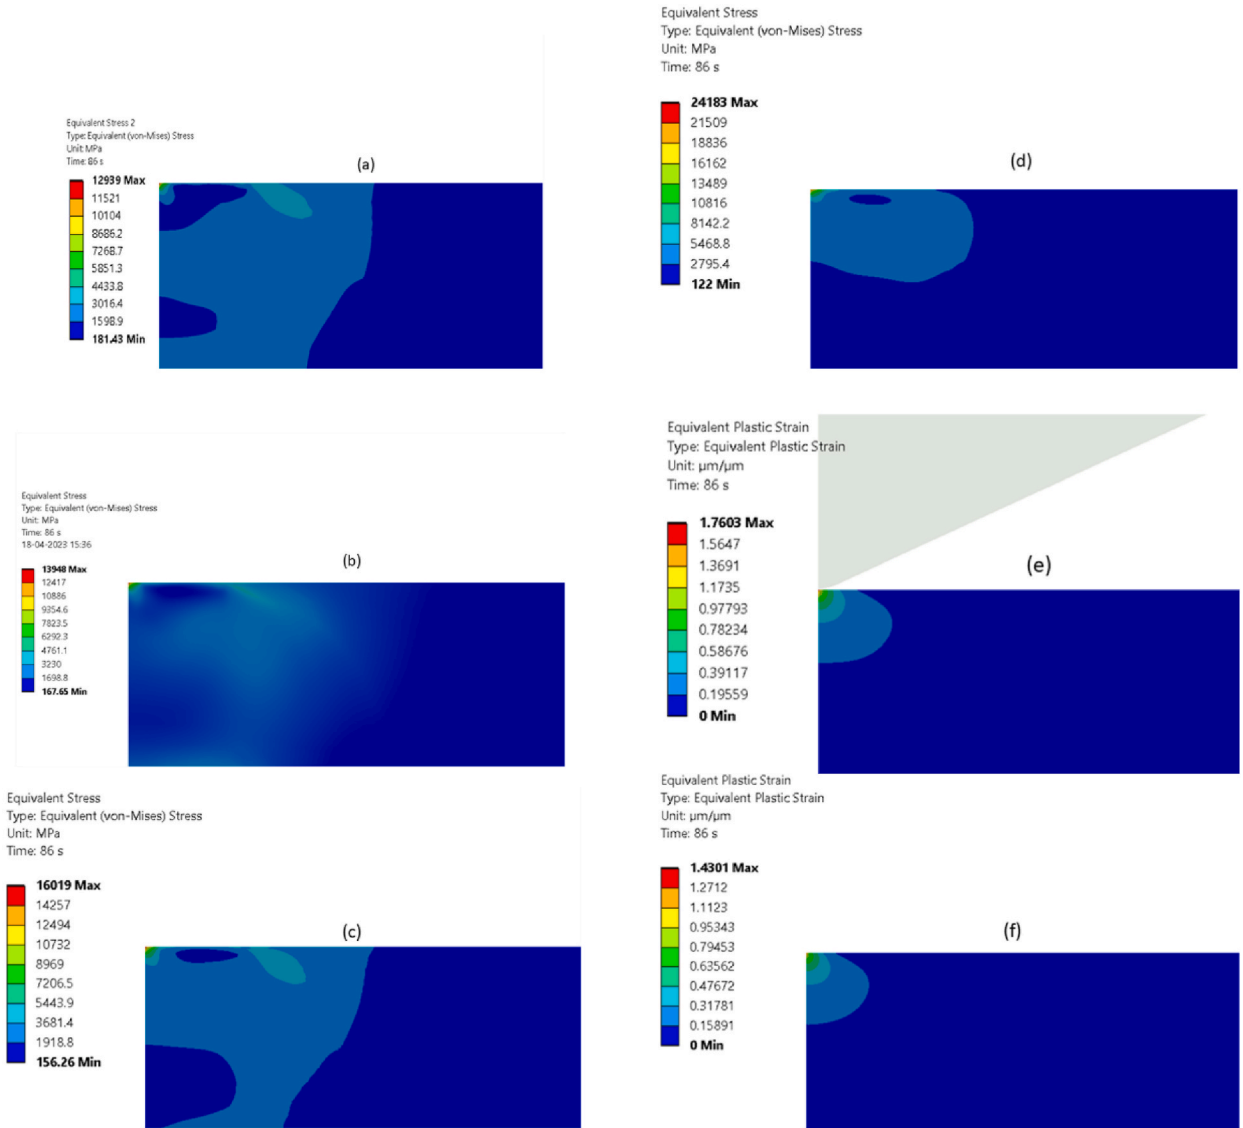 Equivalent Stress 2
Type: Equivalent (von-Mises) Stress
Unit: MPa
Time: 86 s
(a)
12939 Max
11521
10104
8686.2
7268.7
5851.3
4433.8
3016.4
1598.9
181.43 Min
Equivalent Stress
Type: Equivalent (von-Mises) Stress
Unit: MPa
Time: 86 s
18-04-2023 15:36
(b)
13948 Max
12417
10886
9354.6
7823.5
6292.3
4761.1
3230
1698.8
167.65 Min
Equivalent Stress
Type: Equivalent (von-Mises) Stress
Unit: MPa
Time: 86 s
(c)
16019 Max
14257
12494
10732
8969
7206.5
5443.9
3681.4
1918.8
156.26 Min
Equivalent Stress
Type: Equivalent (von-Mises) Stress
Unit: MPa
Time: 86 s
(d)
24183 Max
21509
18836
16162
13489
10816
8142.2
5468.8
2795.4
122 Min
Equivalent Plastic Strain
Type: Equivalent Plastic Strain
Unit: µm/µm
Time: 86 s
(e)
1.7603 Max
1.5647
1.3691
1.1735
0.97793
0.78234
0.58676
0.39117
0.19559
0 Min
Equivalent Plastic Strain
Type: Equivalent Plastic Strain
Unit: µm/µm
Time: 86 s
(f)
1.4301 Max
1.2712
1.1123
0.95343
0.79453
0.63562
0.47672
0.31781
0.15891
0 Min